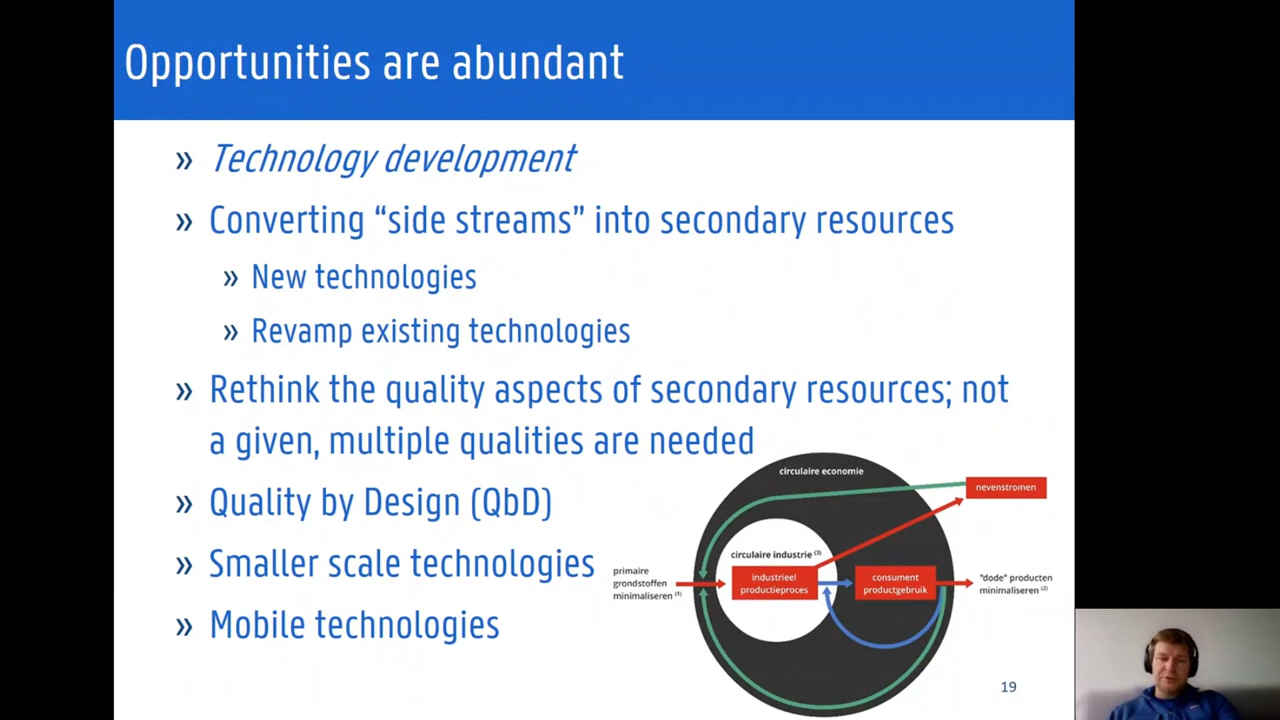 Opportunities are abundant
» Technology development
» Converting “side streams” into secondary resources
» New technologies
» Revamp existing technologies
» Rethink the quality aspects of secondary resources; not
a given, multiple qualities are needed
» Quality by Design (QbD)
» Smaller scale technologies
» Mobile technologies
circulaire economie
nevenstromen
circulaire industrie (3)
primaire
grondstoffen
minimaliseren (1)
industrieel
productieproces
consument
productgebruik
"dode" producten
minimaliseren (2)
19